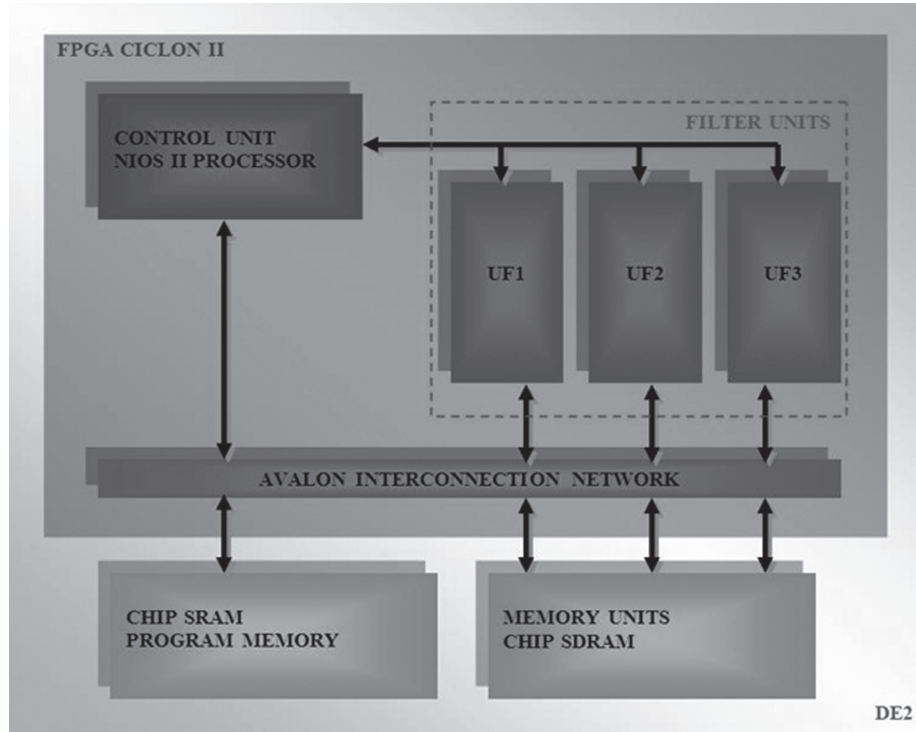 FPGA CICLON II
CONTROL UNIT
NIOS II PROCESSOR
FILTER UNITS
UF1
UF2
UF3
AVALON INTERCONNECTION NETWORK
CHIP SRAM
PROGRAM MEMORY
MEMORY UNITS
CHIP SDRAM
DE2